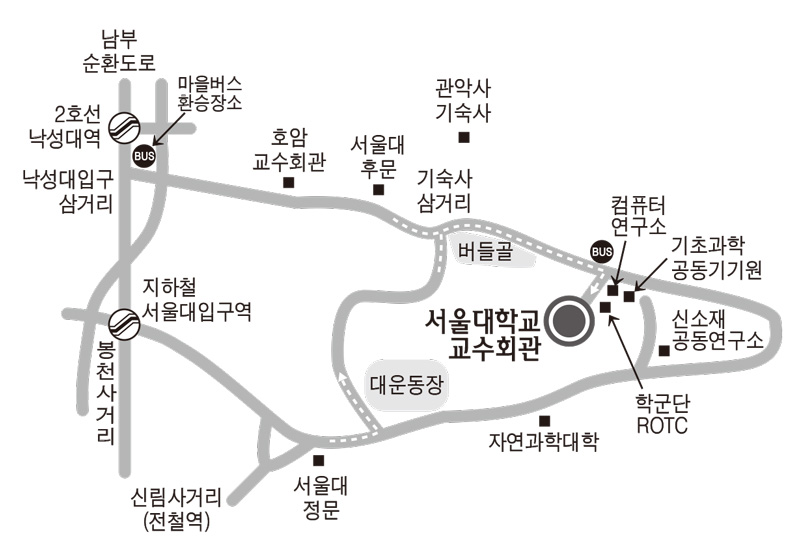 남부
순환도로
마을버스
환승장소
2호선
낙성대역
BUS
낙성대입구
삼거리
호암
교수회관
서울대
후문
관악사
기숙사
기숙사
삼거리
버들골
BUS
컴퓨터
연구소
기초과학
공동기기원
지하철
서울대입구역
봉천사거리
서울대학교
교수회관
신소재
공동연구소
대운동장
학군단
ROTC
자연과학대학
서울대
정문
신림사거리
(전철역)